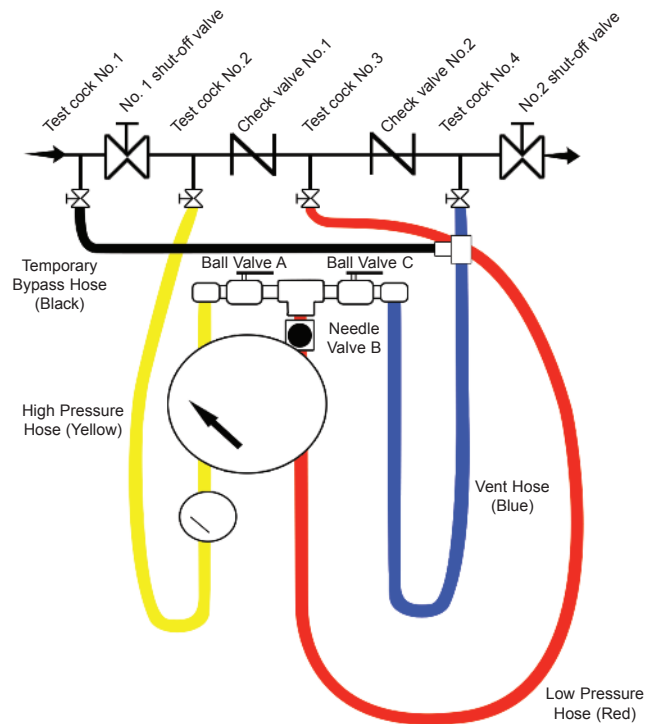 Test cock No.1
No. 1 shut-off valve
Test cock No.2
Check valve No.1
Test cock No.3
Check valve No.2
Test cock No.4
No.2 shut-off valve
Temporary
Bypass Hose
(Black)
Ball Valve A
Ball Valve C
Needle
Valve B
High Pressure
Hose (Yellow)
Vent Hose
(Blue)
Low Pressure
Hose (Red)